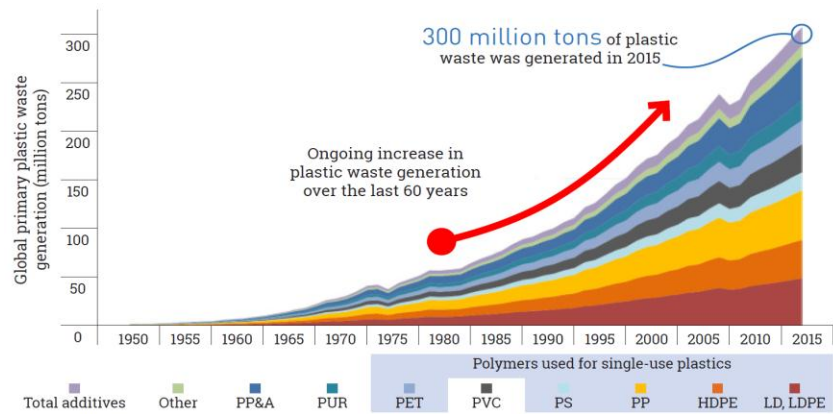 300 million tons of plastic
waste was generated in 2015
Global primary plastic waste
generation (million tons)
300
250
200
150
100
50
0
Ongoing increase in
plastic waste generation
over the last 60 years
1950 1955 1960 1965 1970 1975 1980 1985 1990 1995 2000 2005 2010 2015
Polymers used for single-use plastics
Total additives Other PP&A PUR PET PVC PS PP HDPE LD, LDPE